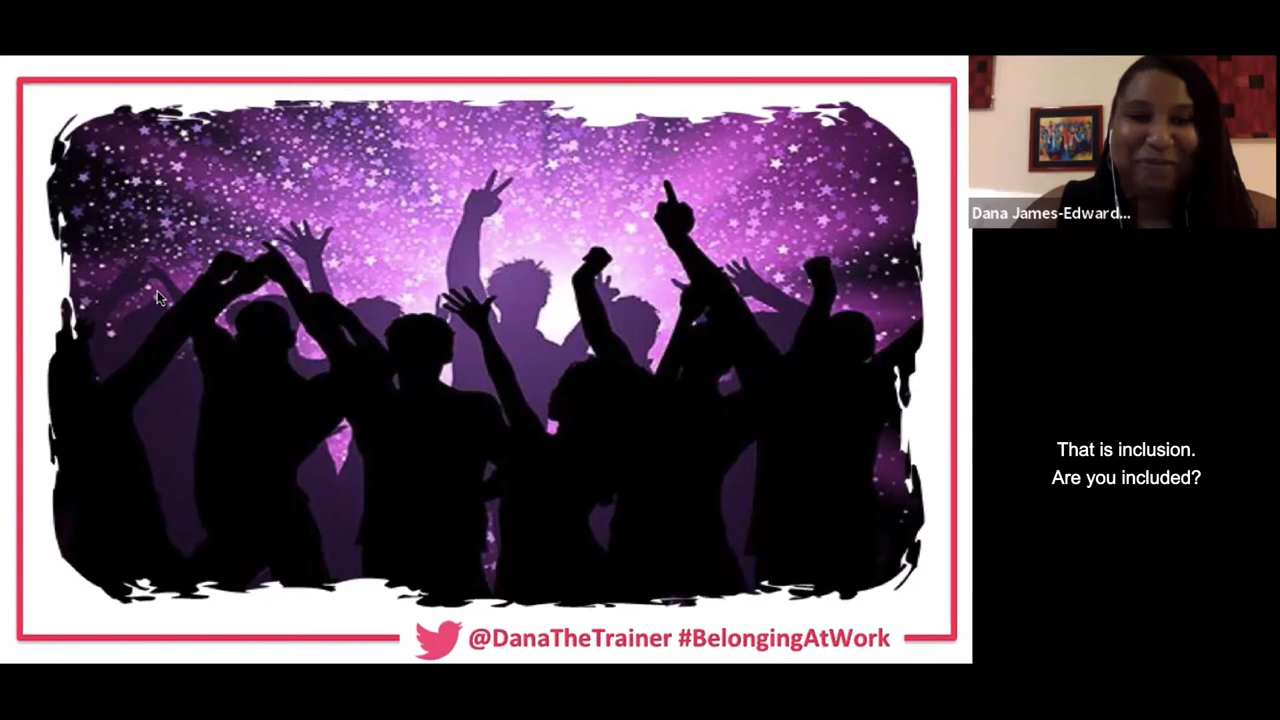 Dana James-Edward...
That is inclusion.
Are you included?
@DanaTheTrainer #BelongingAtWork